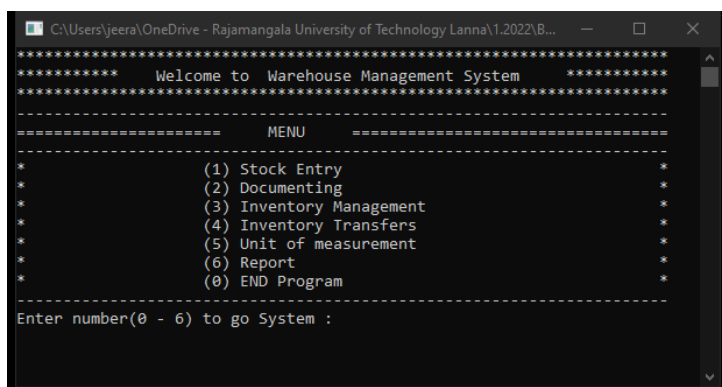 C:\Users\jeera\OneDrive - Rajamangala University of Technology Lanna\1.2022\B...
***********************************************************************
*********** Welcome to Warehouse Management System ***********
***********************************************************************
-----------------------------------------------------------------------
====================== MENU ==================================
-----------------------------------------------------------------------
* (1) Stock Entry *
* (2) Documenting *
* (3) Inventory Management *
* (4) Inventory Transfers *
* (5) Unit of measurement *
* (6) Report *
* (0) END Program *
-----------------------------------------------------------------------
Enter number(0 - 6) to go System :